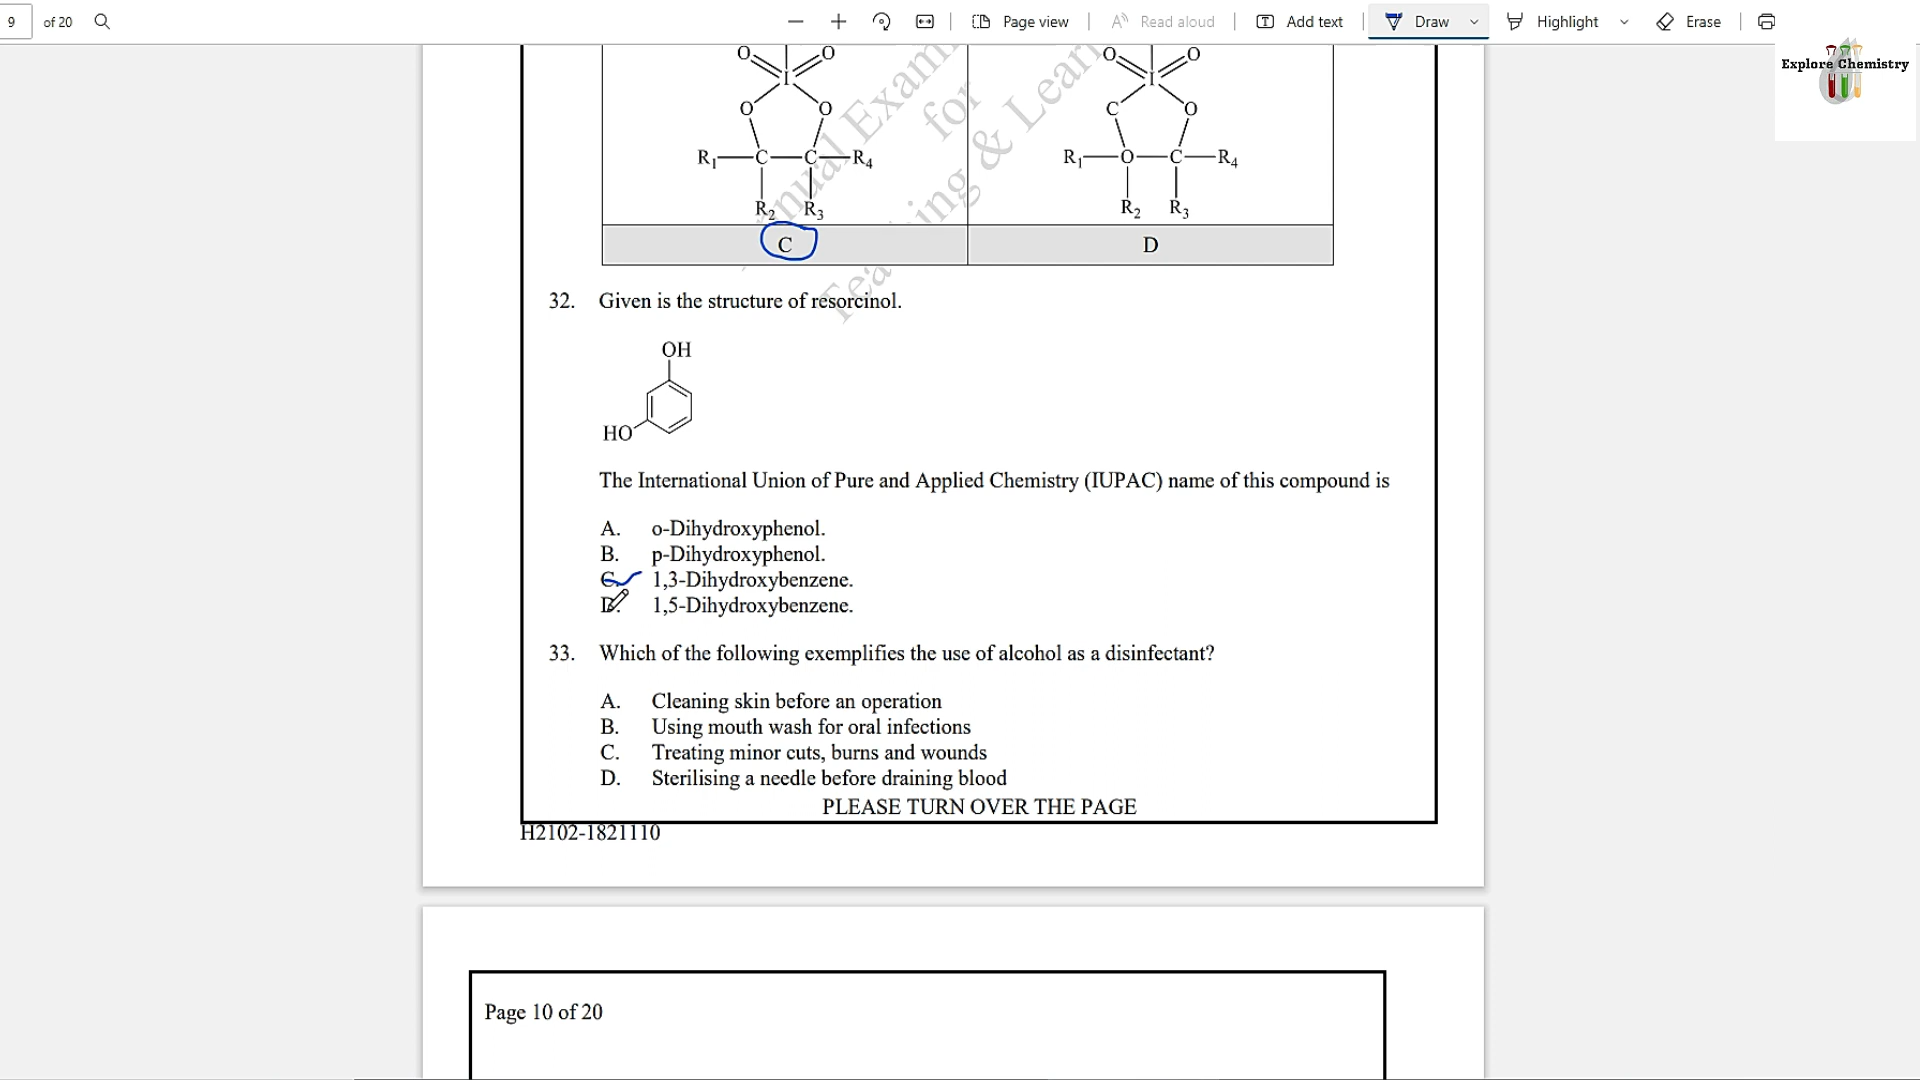 9 of 20 Page view Read aloud Add text Draw Highlight Erase
Explore Chemistry
O O O O
I I
O O C O
R1 C C R4 R1 O C R4
R2 R3 R2 R3
C D
Annual Exam
for
Teaching & Learn
32. Given is the structure of resorcinol.
OH
HO
The International Union of Pure and Applied Chemistry (IUPAC) name of this compound is
A. o-Dihydroxyphenol.
B. p-Dihydroxyphenol.
C. 1,3-Dihydroxybenzene.
D. 1,5-Dihydroxybenzene.
33. Which of the following exemplifies the use of alcohol as a disinfectant?
A. Cleaning skin before an operation
B. Using mouth wash for oral infections
C. Treating minor cuts, burns and wounds
D. Sterilising a needle before draining blood
PLEASE TURN OVER THE PAGE
H2102-1821110
Page 10 of 20